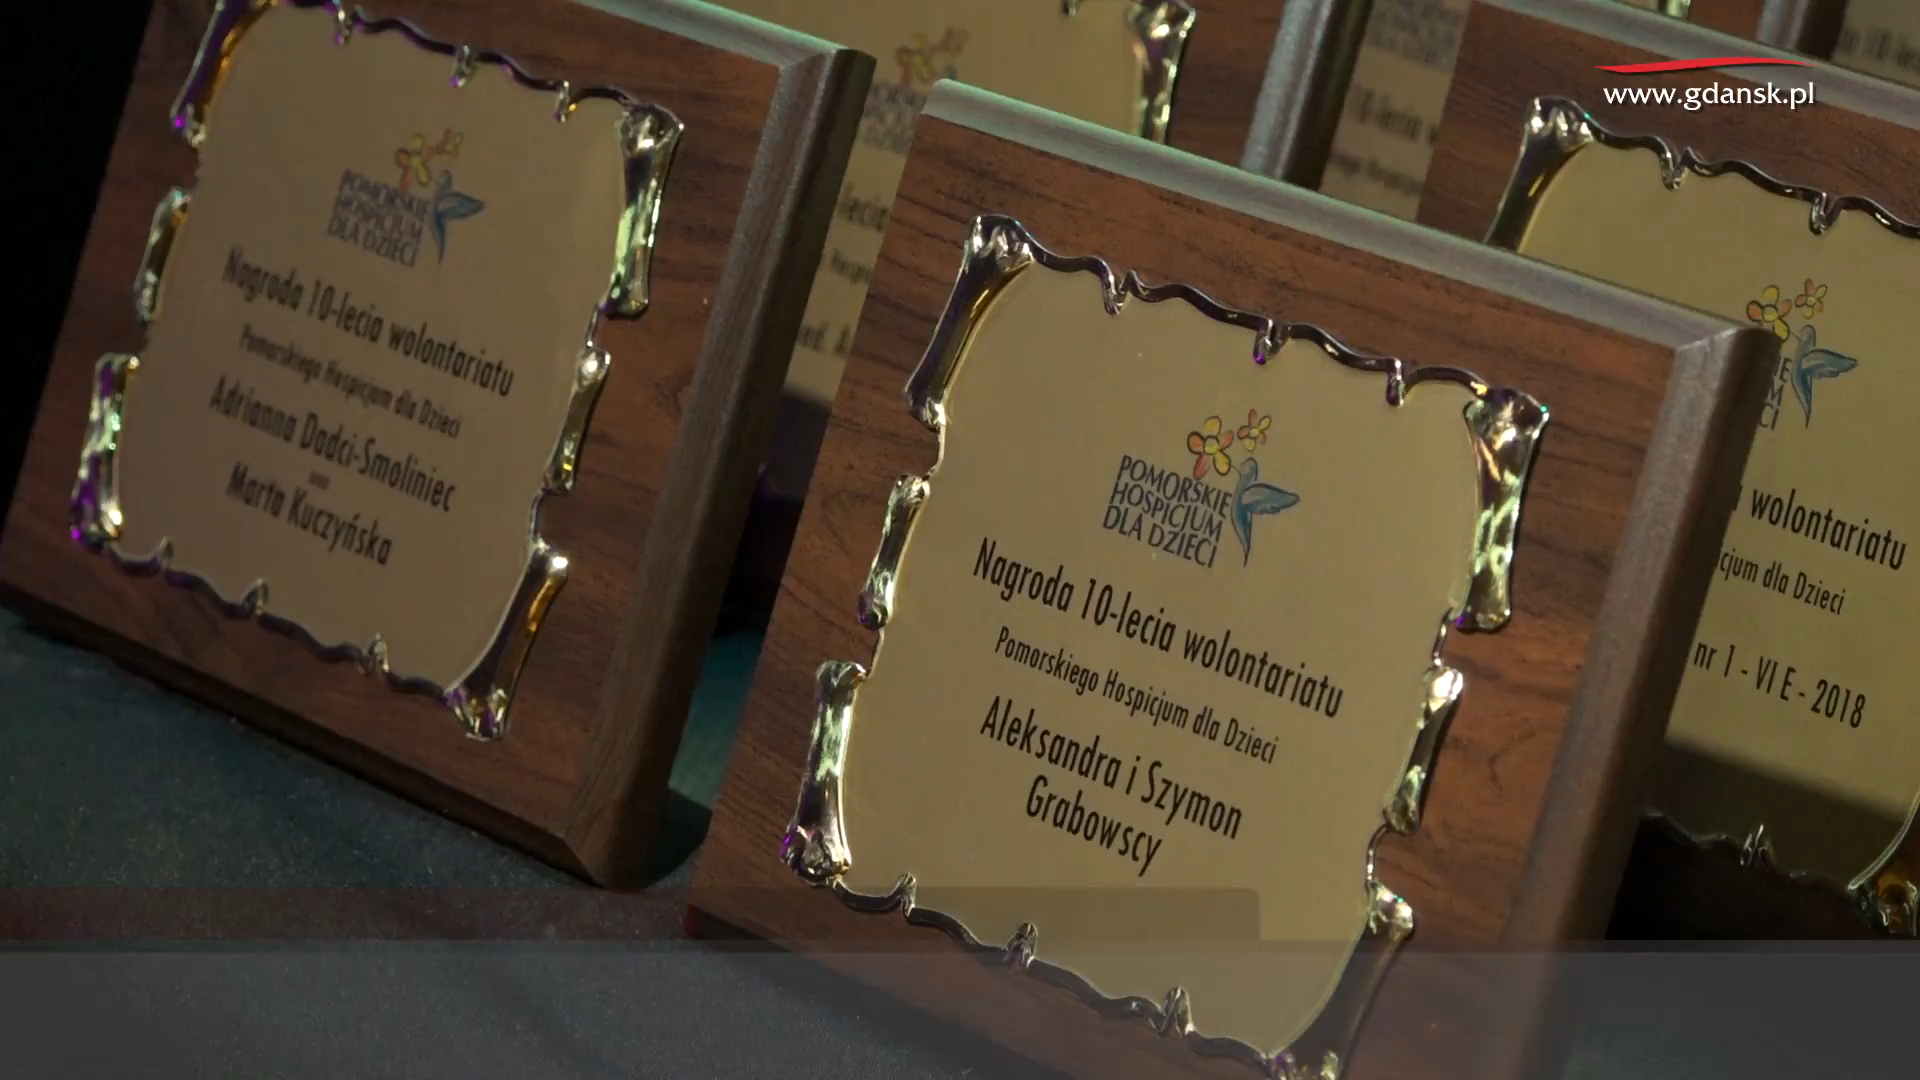 www.gdansk.pl
POMORSKIE
HOSPICJUM
DLA DZIECI
Nagroda 10-lecia wolontariatu
Pomorskiego Hospicjum dla Dzieci
Adrianna Dadci-Smoliniec
oraz
Marta Kuczyńska
POMORSKIE
HOSPICJUM
DLA DZIECI
Nagroda 10-lecia wolontariatu
Pomorskiego Hospicjum dla Dzieci
Aleksandra i Szymon
Grabowscy
wolontariatu
dla Dzieci
nr 1 - VI E - 2018